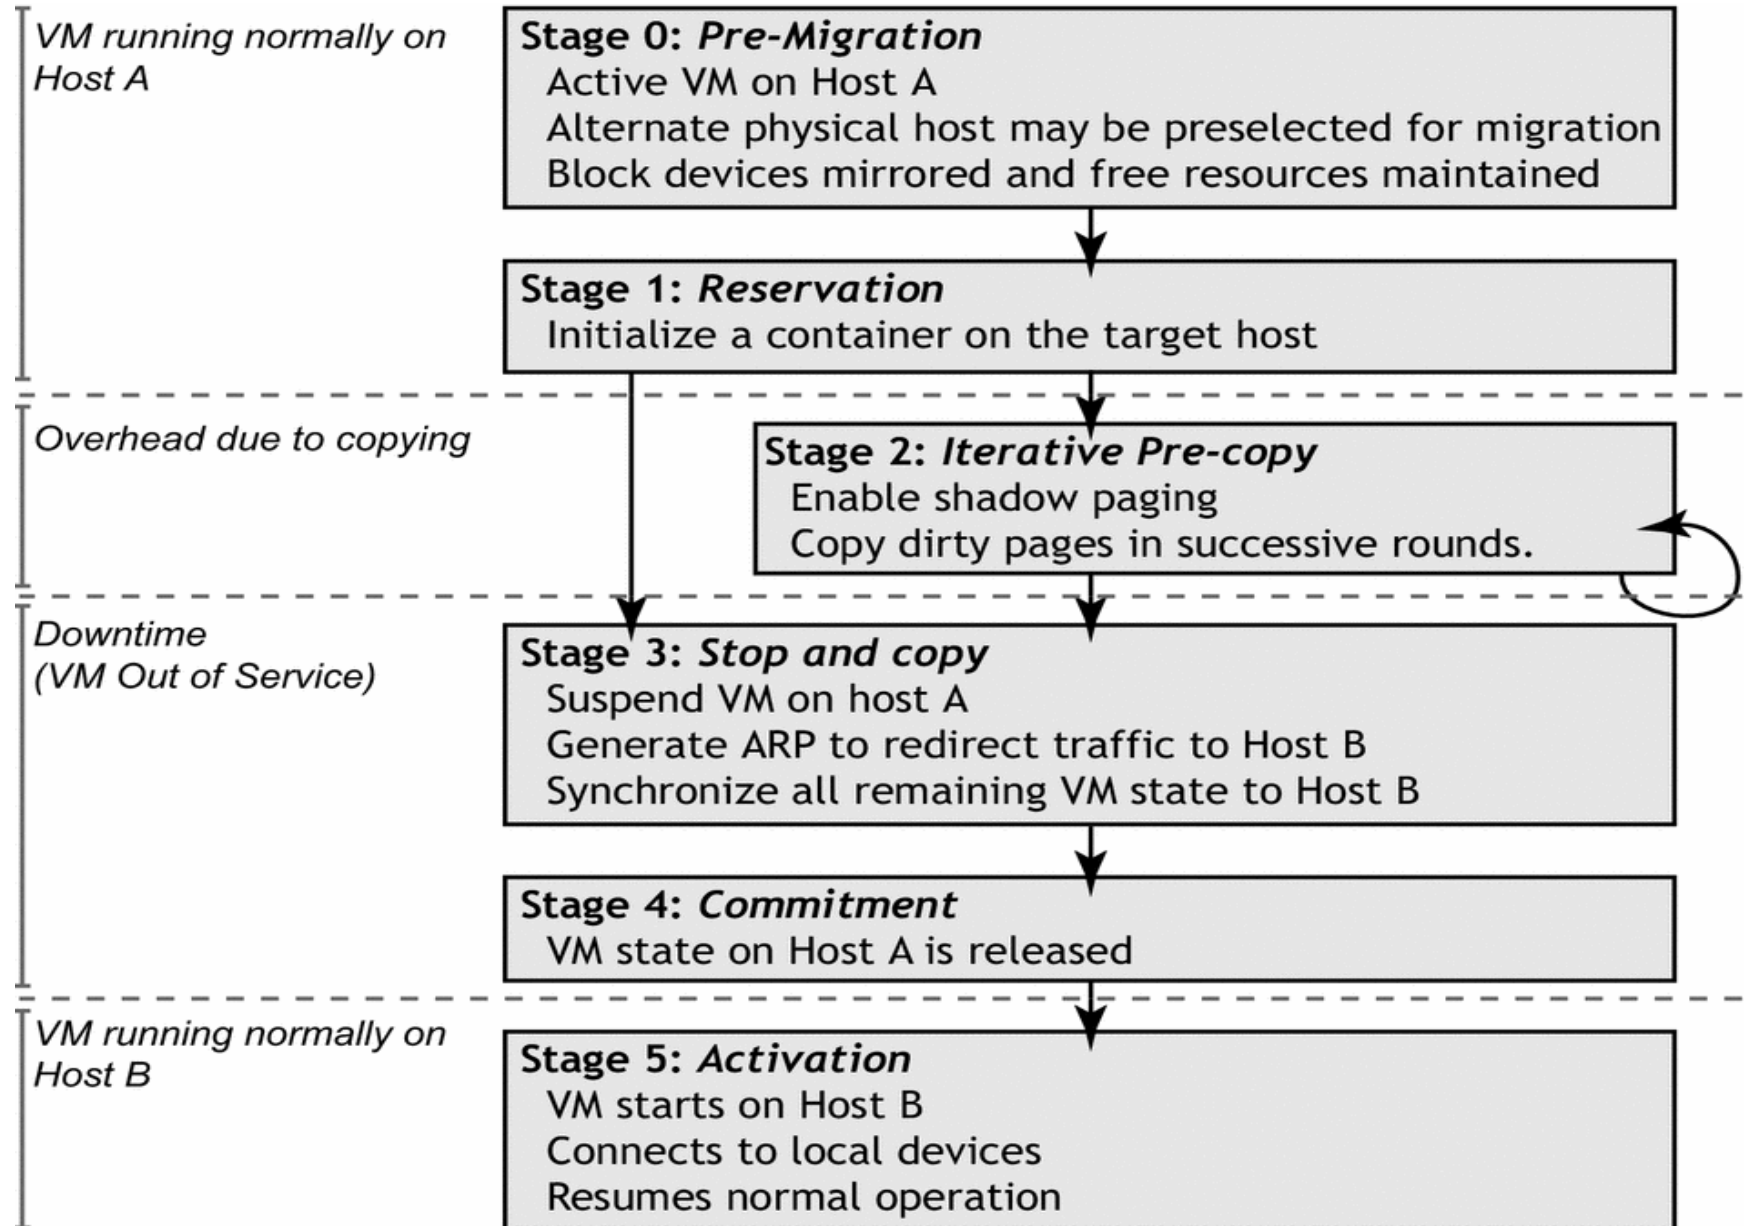 VM running normally on
Host A
Stage 0: Pre-Migration
Active VM on Host A
Alternate physical host may be preselected for migration
Block devices mirrored and free resources maintained
Stage 1: Reservation
Initialize a container on the target host
Overhead due to copying
Stage 2: Iterative Pre-copy
Enable shadow paging
Copy dirty pages in successive rounds.
Downtime
(VM Out of Service)
Stage 3: Stop and copy
Suspend VM on host A
Generate ARP to redirect traffic to Host B
Synchronize all remaining VM state to Host B
Stage 4: Commitment
VM state on Host A is released
VM running normally on
Host B
Stage 5: Activation
VM starts on Host B
Connects to local devices
Resumes normal operation